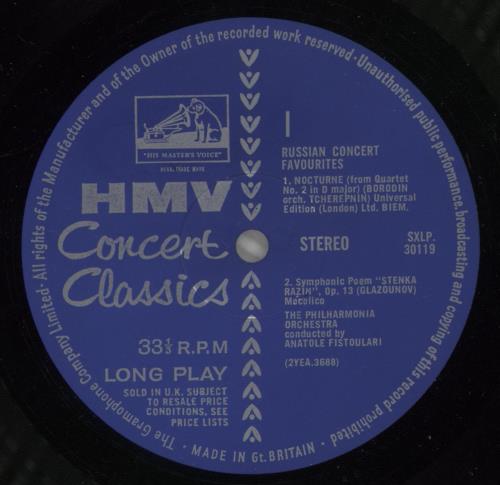 The Gramophone Company Limited · All rights of the Manufacturer and of the Owner of the recorded work reserved · Unauthorised public performance, broadcasting and copying of this record prohibited
"HIS MASTER'S VOICE"
REGD. TRADE MARK
HMV
Concert
Classics
33⅓ R.P.M
LONG PLAY
SOLD IN U.K. SUBJECT
TO RESALE PRICE
CONDITIONS, SEE
PRICE LISTS
I
RUSSIAN CONCERT
FAVOURITES
1. NOCTURNE (from Quartet
No. 2 in D major) (BORODIN
orch. TCHEREPNIN) Universal
Edition (London) Ltd. BIEM.
STEREO
SXLP.
30119
2. Symphonic Poem "STENKA
RAZIN", Op. 13 (GLAZOUNOV)
Mecolico
THE PHILHARMONIA
ORCHESTRA
conducted by
ANATOLE FISTOULARI
(2YEA.3688)
· MADE IN Gt. BRITAIN ·